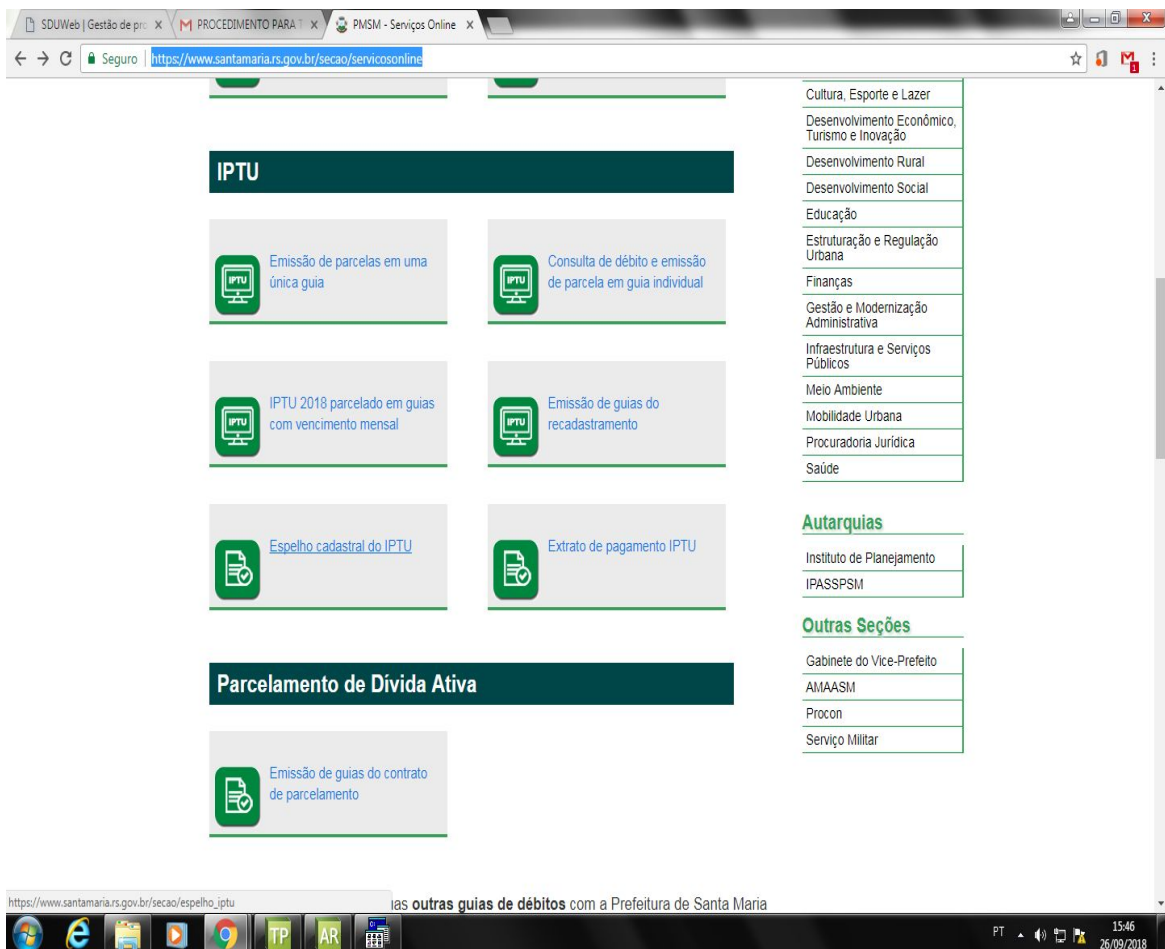 SDUWeb | Gestão de pro
PROCEDIMENTO PARA T
PMSM - Serviços Online
Seguro
https://www.santamaria.rs.gov.br/secao/servicosonline
1
IPTU
IPTU
Emissão de parcelas em uma
única guia
IPTU
Consulta de débito e emissão
de parcela em guia individual
IPTU
IPTU 2018 parcelado em guias
com vencimento mensal
IPTU
Emissão de guias do
recadastramento
Espelho cadastral do IPTU
Extrato de pagamento IPTU
Parcelamento de Dívida Ativa
Emissão de guias do contrato
de parcelamento
outras guias de débitos com a Prefeitura de Santa Maria
Cultura, Esporte e Lazer
Desenvolvimento Econômico,
Turismo e Inovação
Desenvolvimento Rural
Desenvolvimento Social
Educação
Estruturação e Regulação
Urbana
Finanças
Gestão e Modernização
Administrativa
Infraestrutura e Serviços
Públicos
Meio Ambiente
Mobilidade Urbana
Procuradoria Jurídica
Saúde
Autarquias
Instituto de Planejamento
IPASSPSM
Outras Seções
Gabinete do Vice-Prefeito
AMAASM
Procon
Serviço Militar
https://www.santamaria.rs.gov.br/secao/espelho_iptu
TP
AR
PT
15:46
26/09/2018